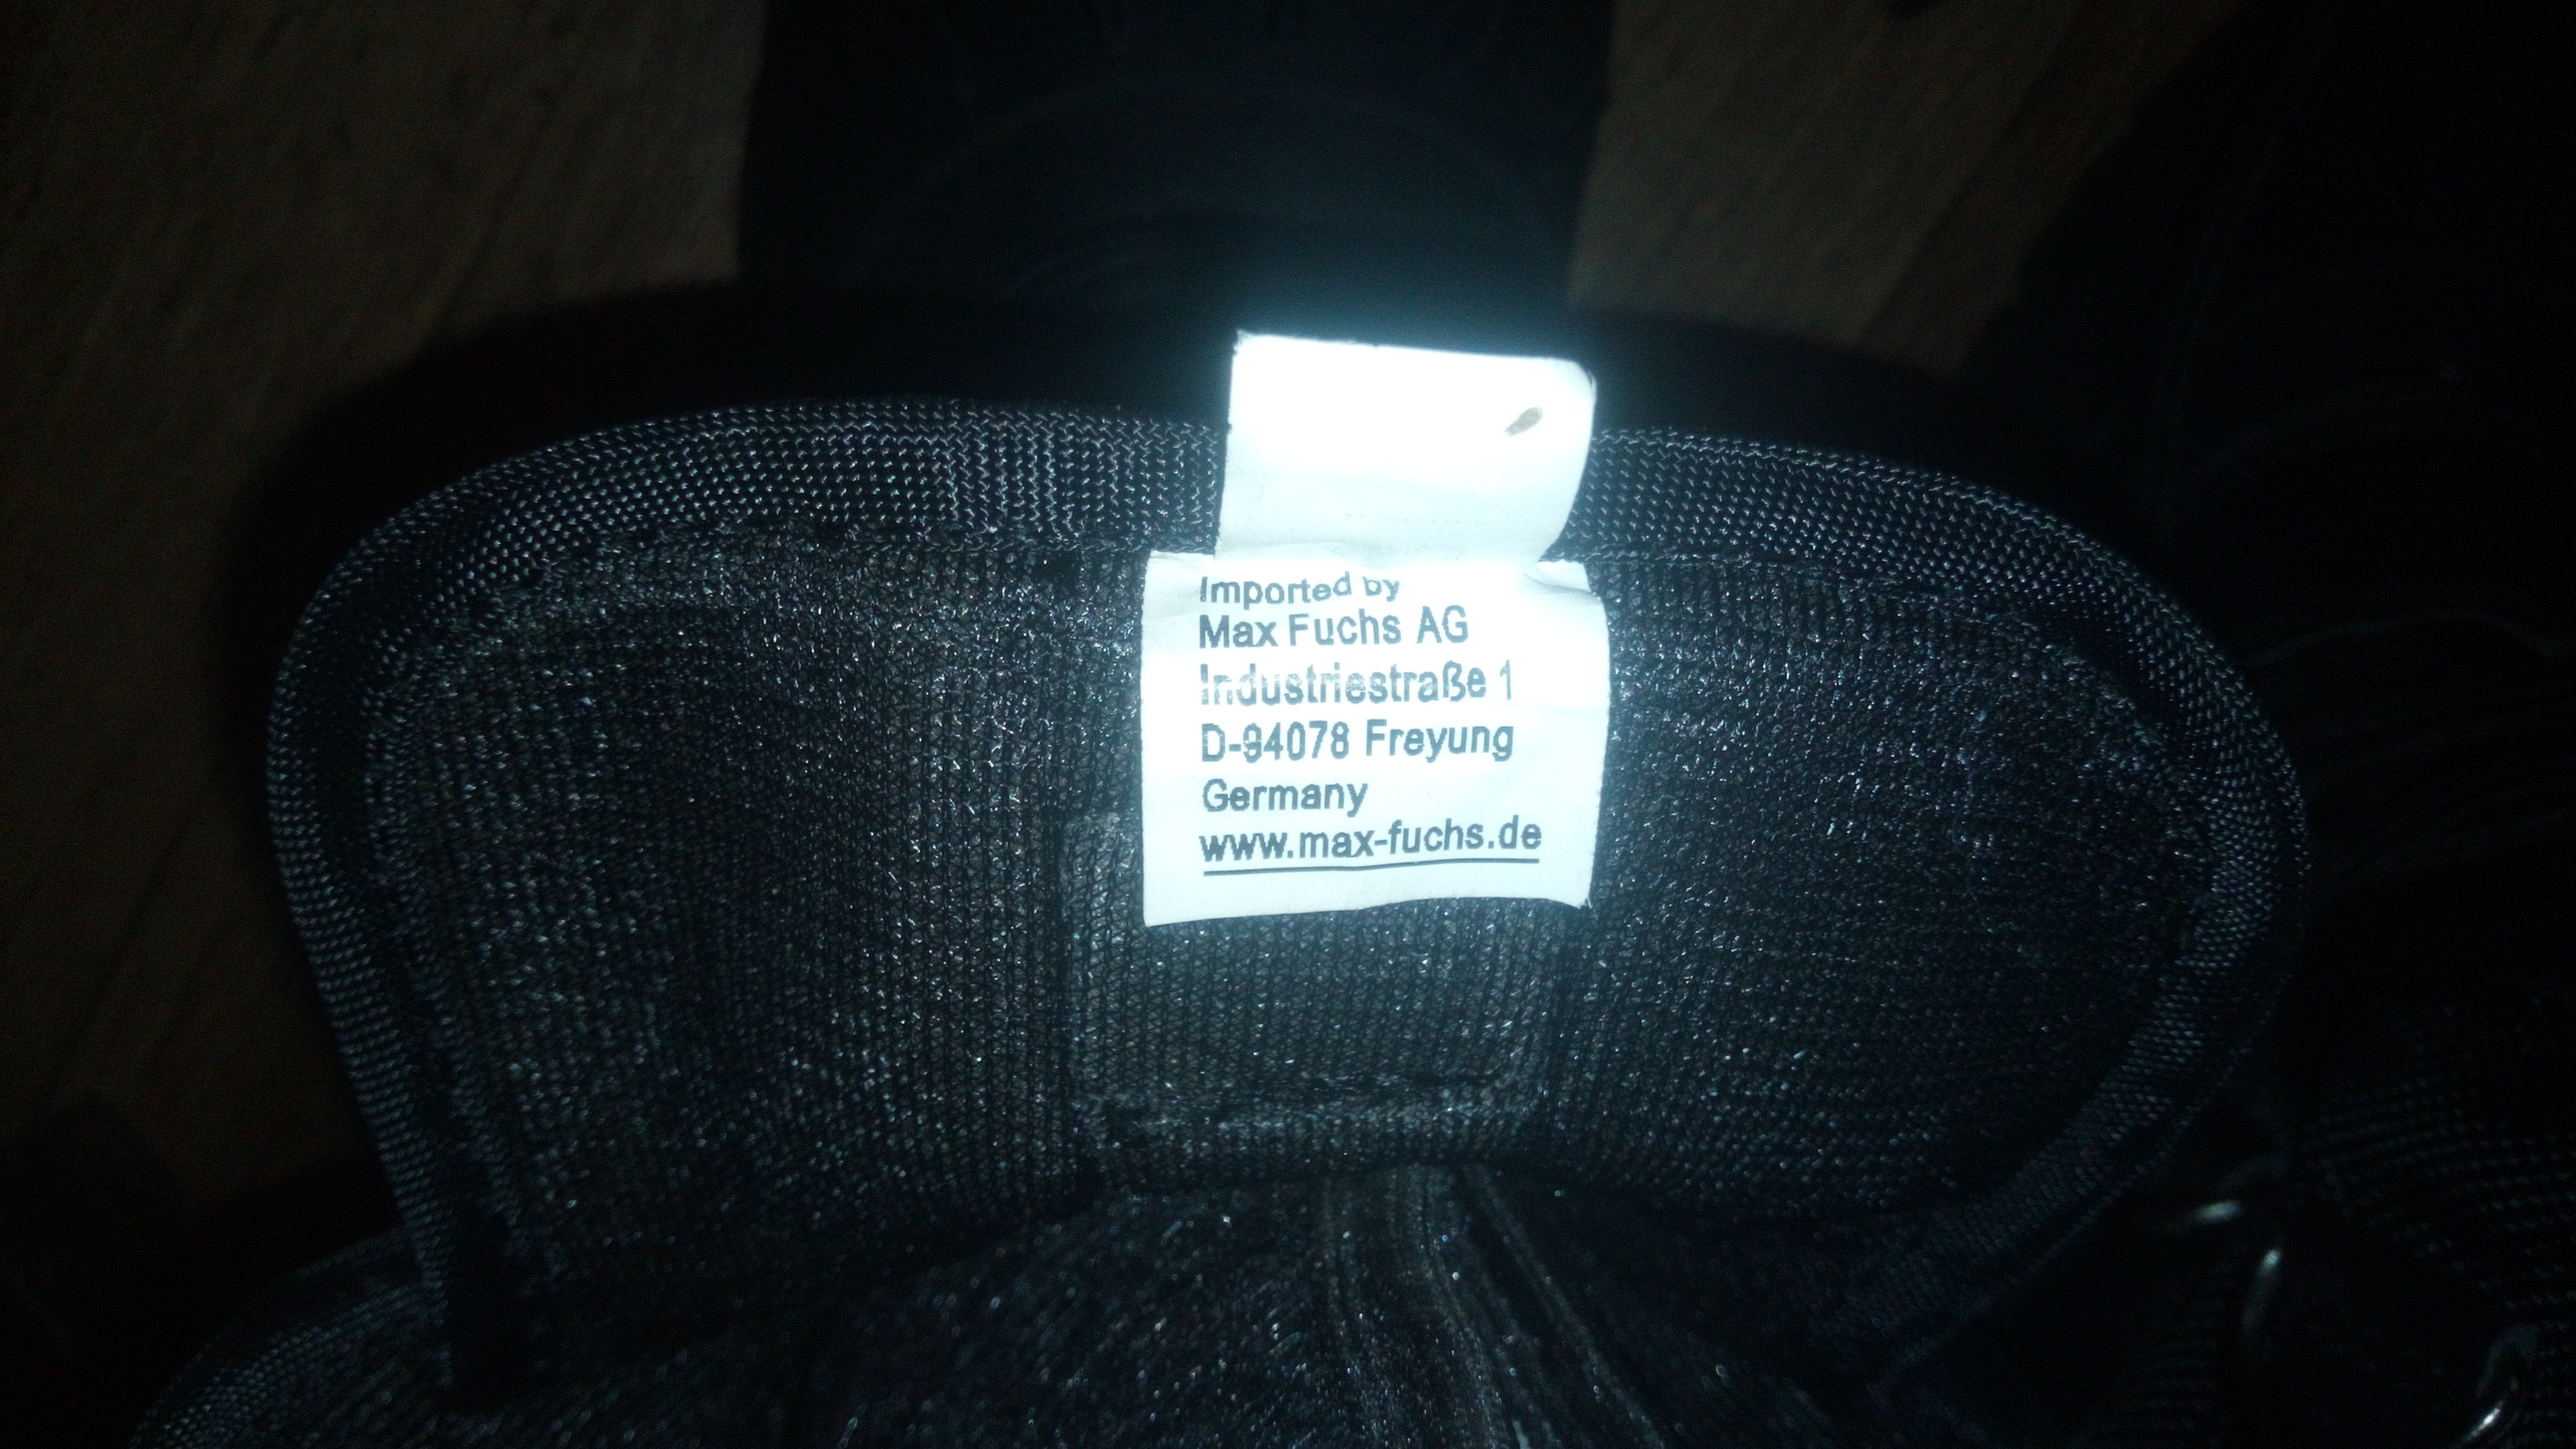 Imported by
Max Fuchs AG
Industriestraße 1
D-94078 Freyung
Germany
www.max-fuchs.de